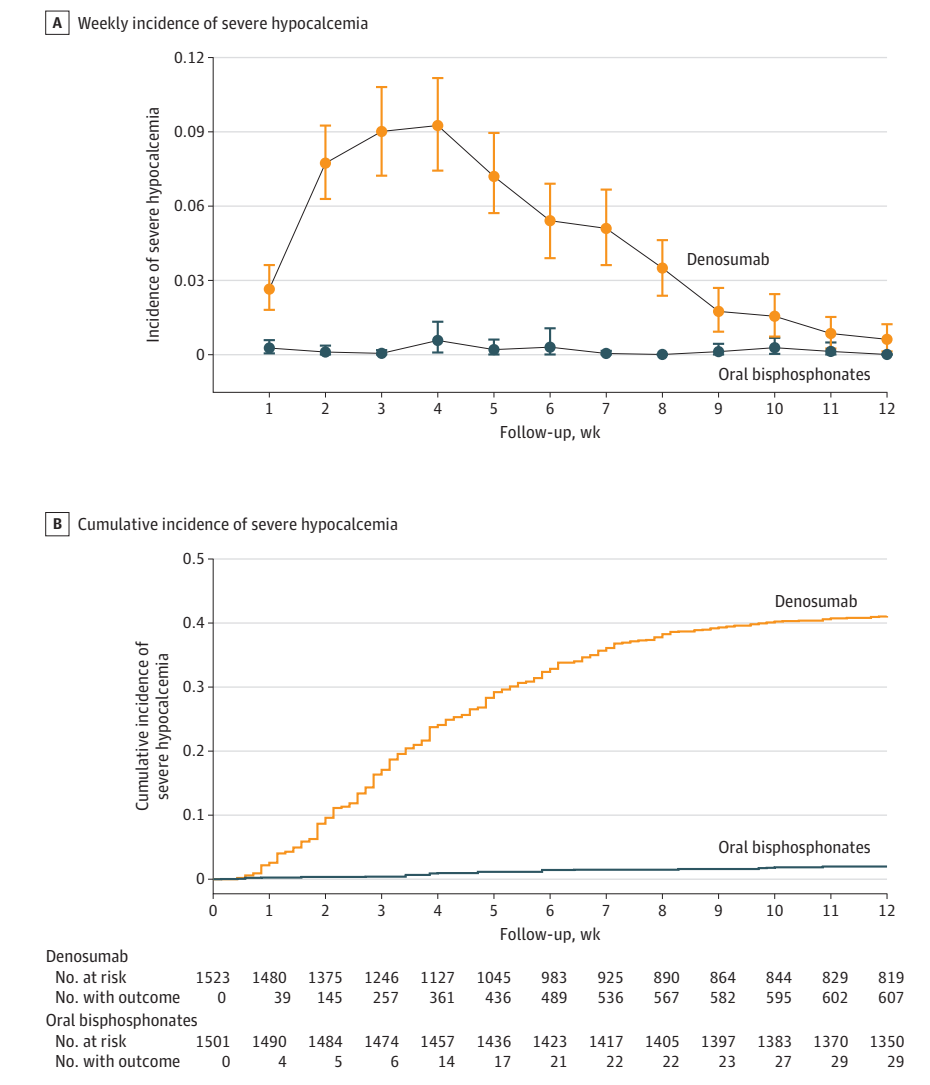 A Weekly incidence of severe hypocalcemia
0.12
0.09
0.06
0.03
0
Incidence of severe hypocalcemia
Denosumab
Oral bisphosphonates
1 2 3 4 5 6 7 8 9 10 11 12
Follow-up, wk
B Cumulative incidence of severe hypocalcemia
0.5
0.4
0.3
0.2
0.1
0
Cumulative incidence of
severe hypocalcemia
Denosumab
Oral bisphosphonates
0 1 2 3 4 5 6 7 8 9 10 11 12
Follow-up, wk
Denosumab
No. at risk 1523 1480 1375 1246 1127 1045 983 925 890 864 844 829 819
No. with outcome 0 39 145 257 361 436 489 536 567 582 595 602 607
Oral bisphosphonates
No. at risk 1501 1490 1484 1474 1457 1436 1423 1417 1405 1397 1383 1370 1350
No. with outcome 0 4 5 6 14 17 21 22 22 23 27 29 29